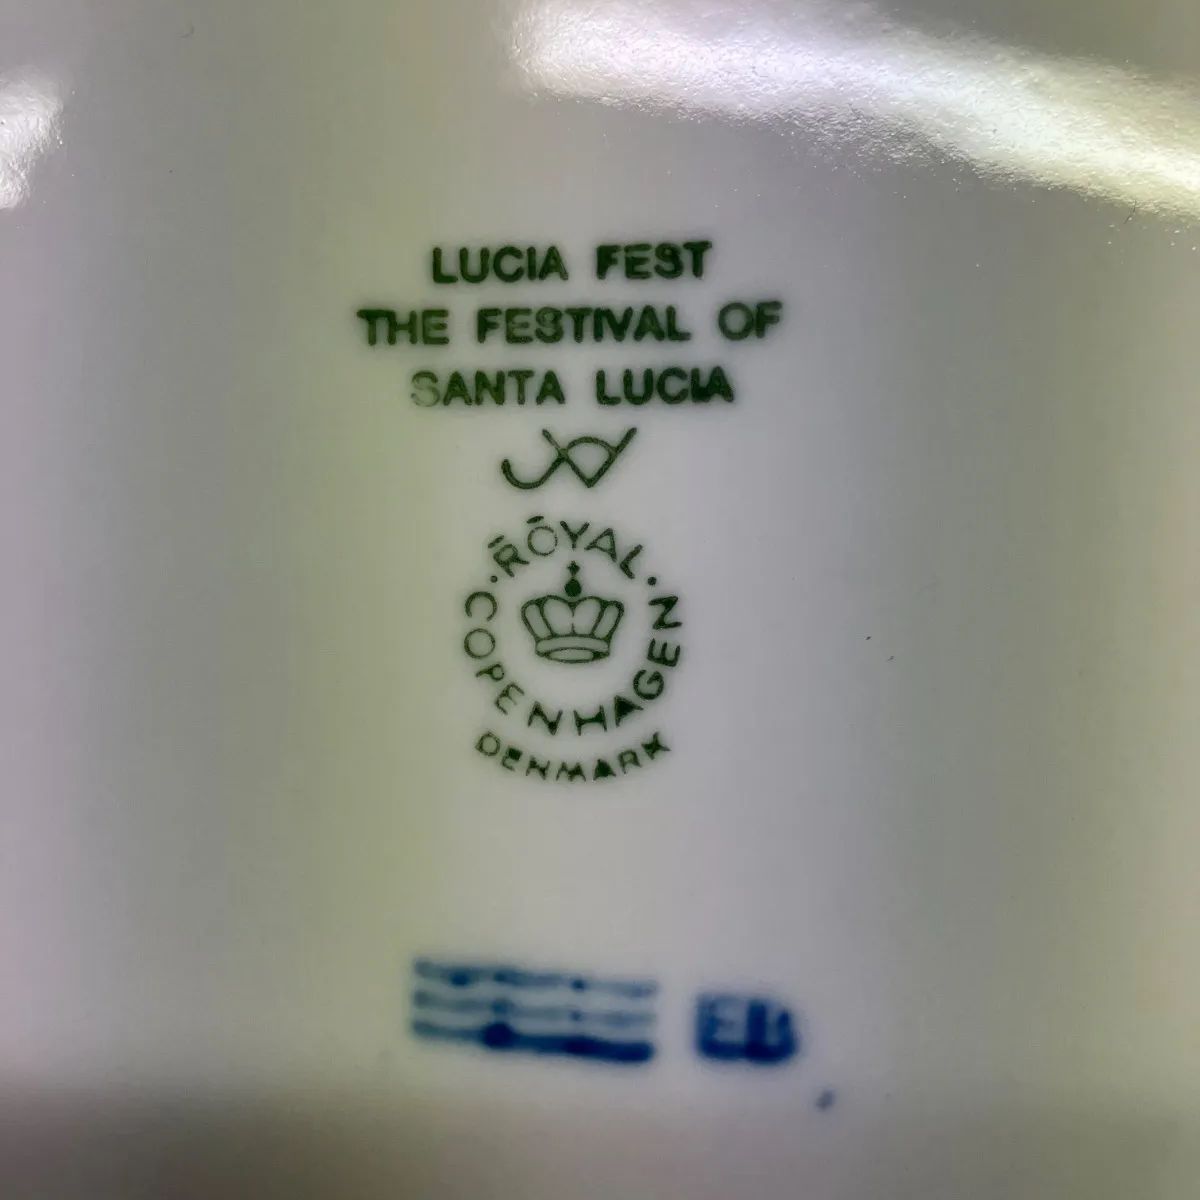 LUCIA FEST
THE FESTIVAL OF
SANTA LUCIA
ROYAL
COPENHAGEN
DENMARK